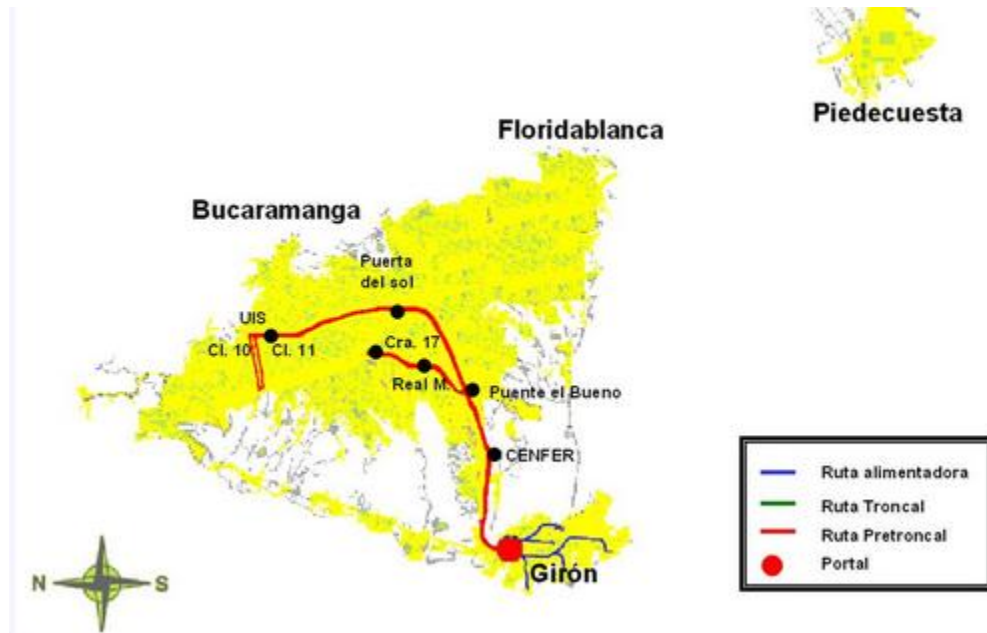 Piedecuesta
Floridablanca
Bucaramanga
Puerta
del sol
UIS
Cl. 10 Cl. 11
Cra. 17
Real M.
Puente el Bueno
CENFER
Girón
N S
Ruta alimentadora
Ruta Troncal
Ruta Pretroncal
Portal